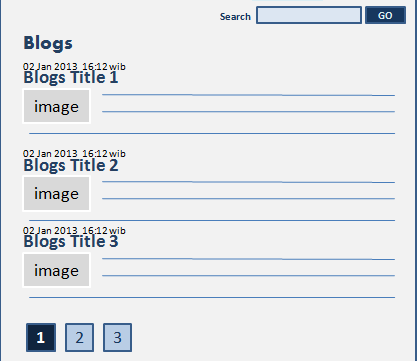 Search GO
Blogs
02 Jan 2013 16:12 wib
Blogs Title 1
image
02 Jan 2013 16:12 wib
Blogs Title 2
image
02 Jan 2013 16:12 wib
Blogs Title 3
image
1 2 3